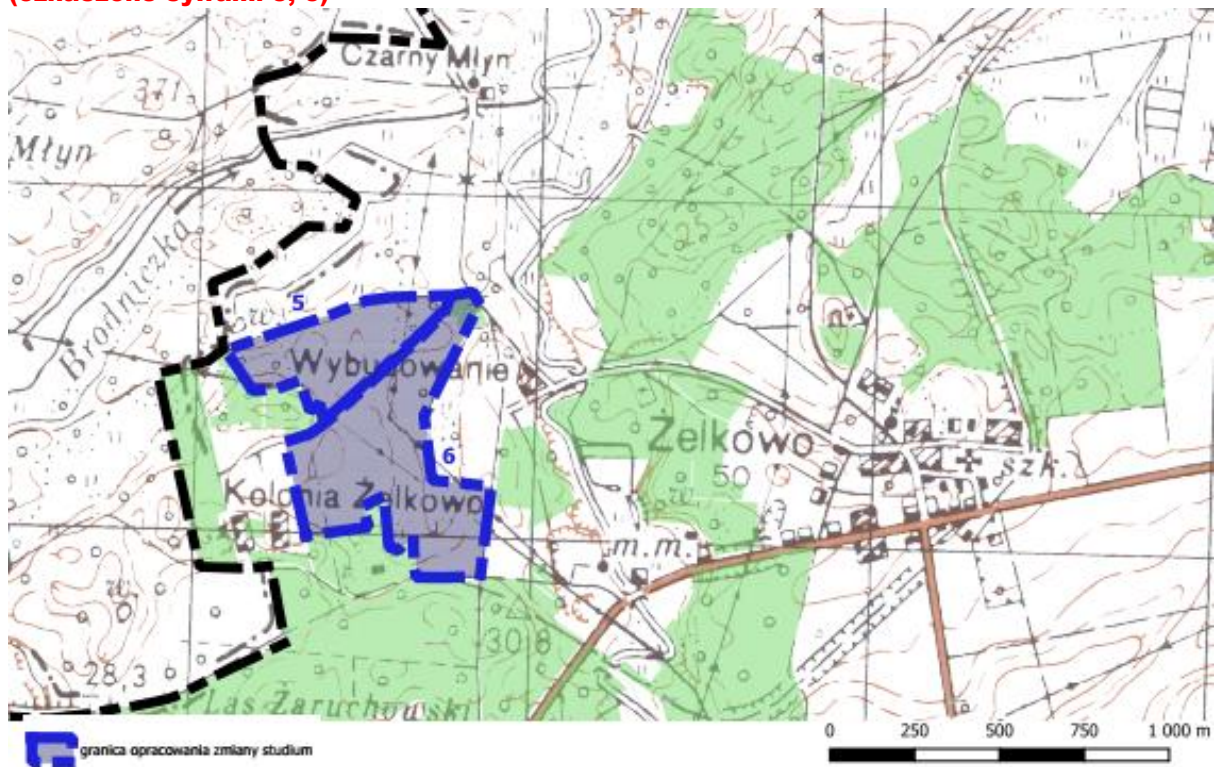 Czarny Młyn
Młyn
Brodniczka
5
Wybudowanie
6
Żelkowo
50
szk.
Kolonia Żelkowo
m.m.
30.8
28,3
Las Żaruchowski
0 250 500 750 1 000 m
granica opracowania zmiany studium